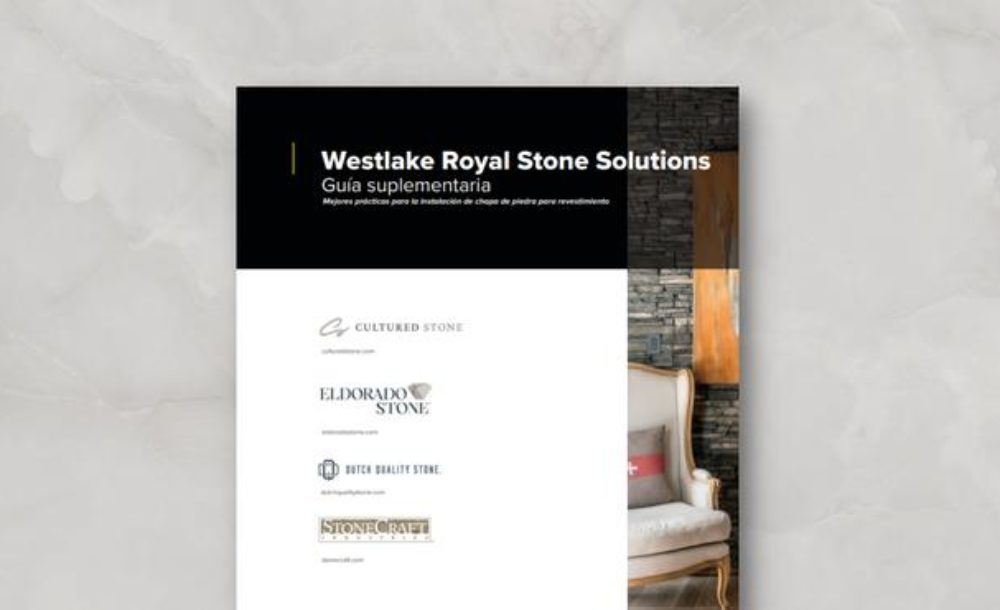 Westlake Royal Stone Solutions
Guía suplementaria
Mejores prácticas para la instalación de chapa de piedra para revestimiento
CULTURED STONE
culturedstone.com
ELDORADO
STONE
eldoradostone.com
DUTCH QUALITY STONE.
dutchqualitystone.com
STONECRAFT
INDUSTRIES
stonecraft.com